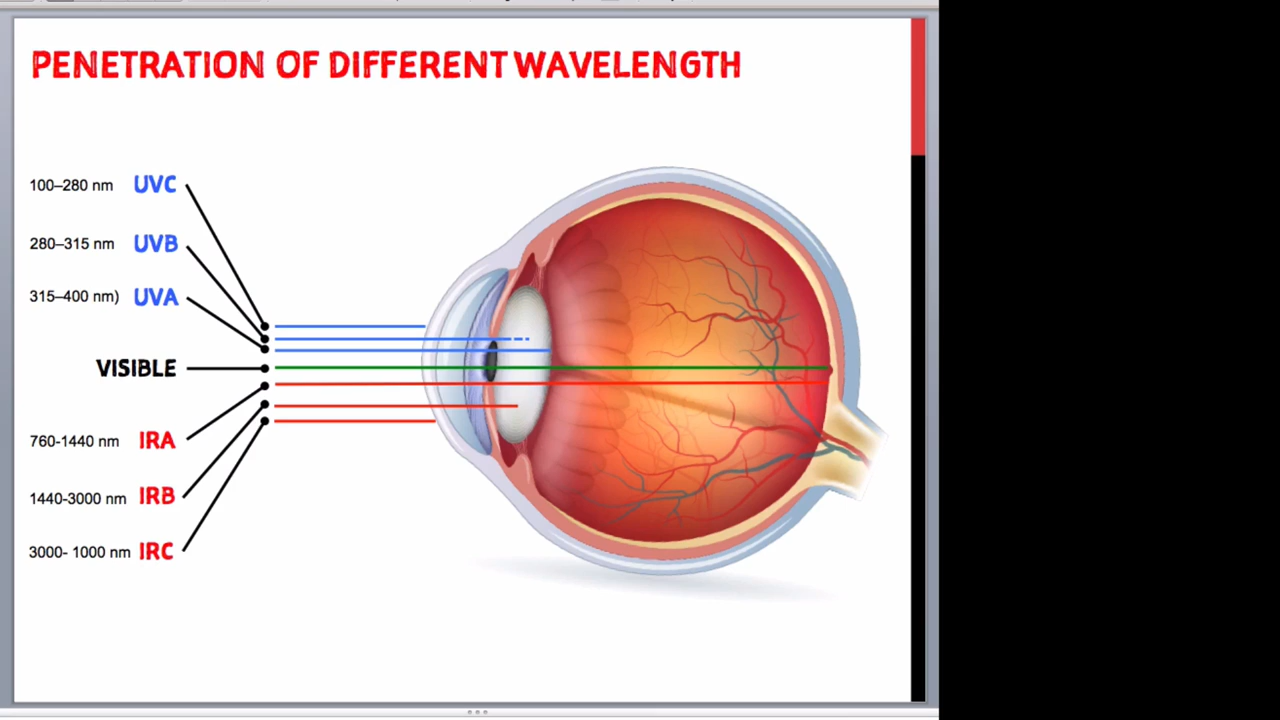 PENETRATION OF DIFFERENT WAVELENGTH
100–280 nm UVC
280–315 nm UVB
315–400 nm) UVA
VISIBLE
760-1440 nm IRA
1440-3000 nm IRB
3000- 1000 nm IRC